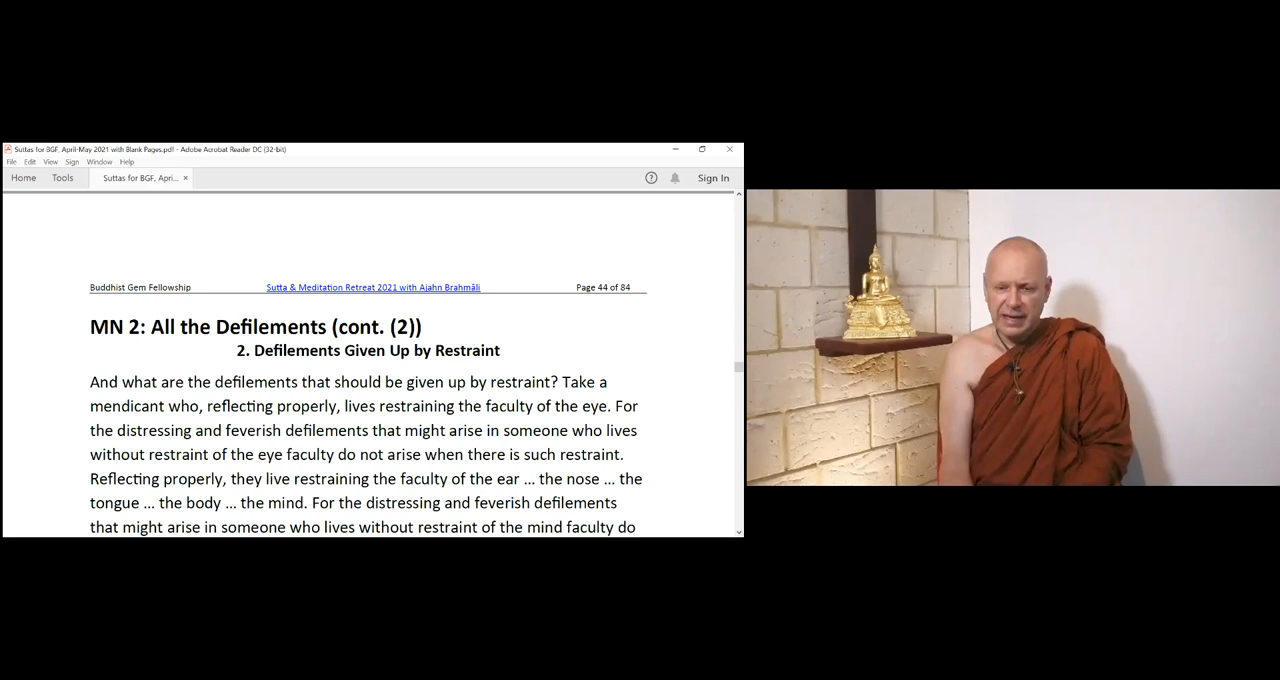 Suttas for BGF, April-May 2021 with Blank Pages.pdf - Adobe Acrobat Reader DC (32-bit)
File Edit View Sign Window Help
Home Tools Suttas for BGF, Apri... × Sign In
Buddhist Gem Fellowship Sutta & Meditation Retreat 2021 with Ajahn Brahmāli Page 44 of 84
MN 2: All the Defilements (cont. (2))
2. Defilements Given Up by Restraint
And what are the defilements that should be given up by restraint? Take a
mendicant who, reflecting properly, lives restraining the faculty of the eye. For
the distressing and feverish defilements that might arise in someone who lives
without restraint of the eye faculty do not arise when there is such restraint.
Reflecting properly, they live restraining the faculty of the ear … the nose … the
tongue … the body … the mind. For the distressing and feverish defilements
that might arise in someone who lives without restraint of the mind faculty do